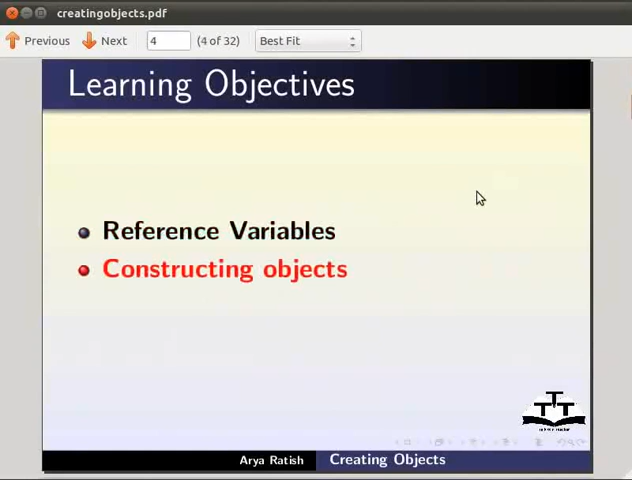 creatingobjects.pdf
Previous Next 4 (4 of 32) Best Fit
Learning Objectives
Reference Variables
Constructing objects
TTT
Arya Ratish Creating Objects